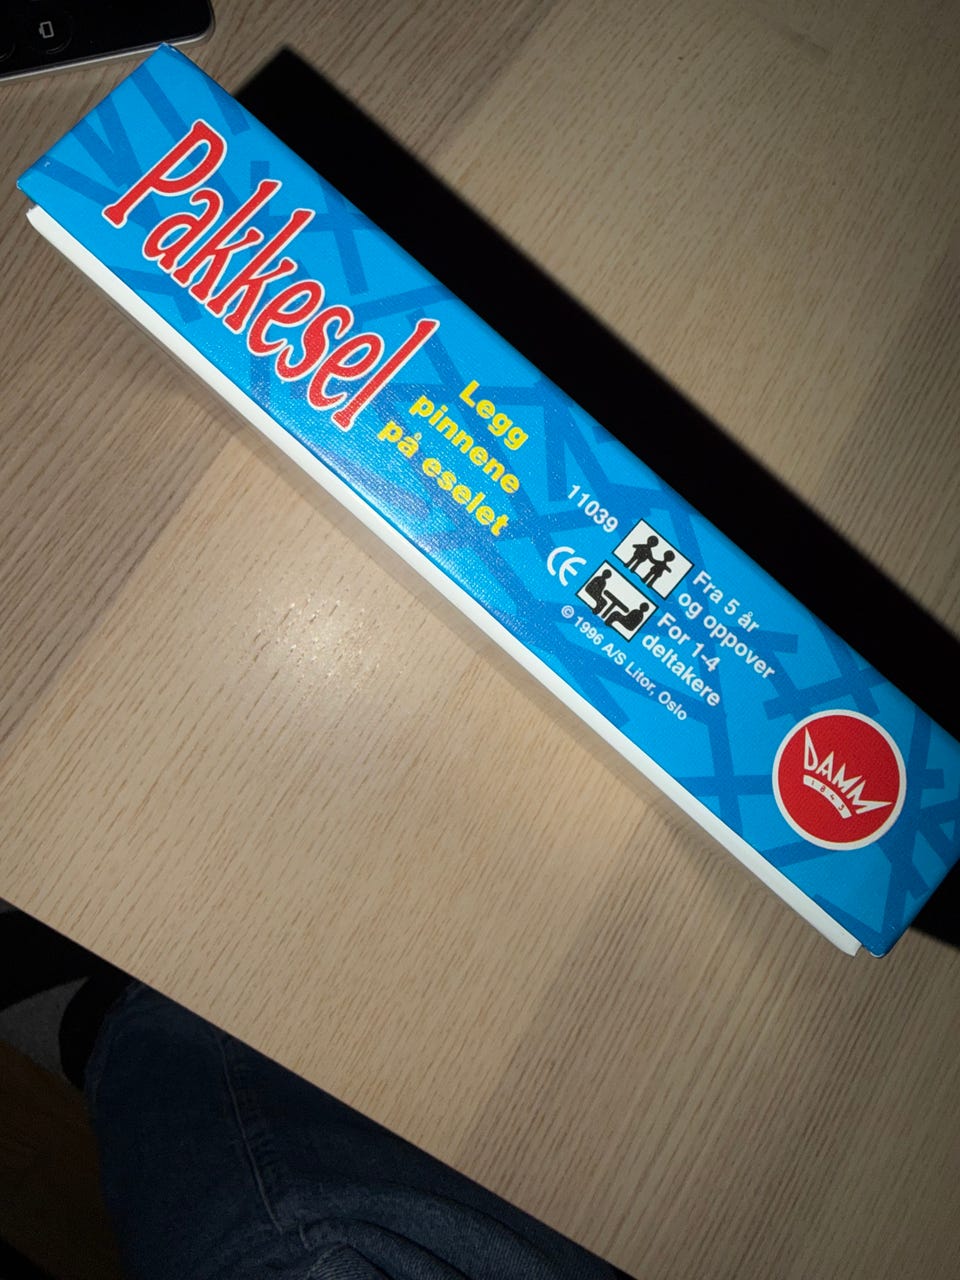 Pakkesel
Legg
pinnene
på eselet
11039
CE
Fra 5 år
og oppover
For 1-4
deltakere
© 1996 A/S Litor, Oslo
DAMM
1843